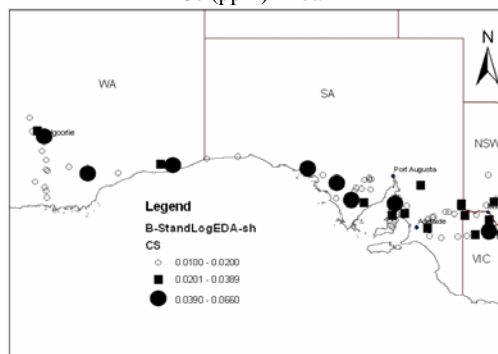 N
WA
SA
NSW
Port Augusta
Adelaide
Legend
B-StandLogEDA-sh
CS
0.0100 - 0.0200
0.0201 - 0.0389
0.0390 - 0.0660
VIC